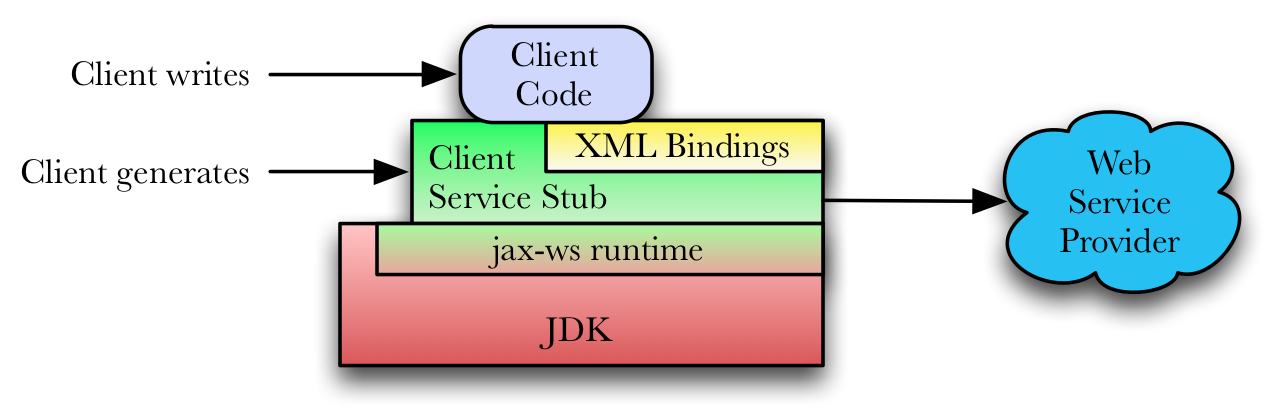 Client writes
Client
Code
Client generates
Client
Service Stub
XML Bindings
jax-ws runtime
JDK
Web
Service
Provider